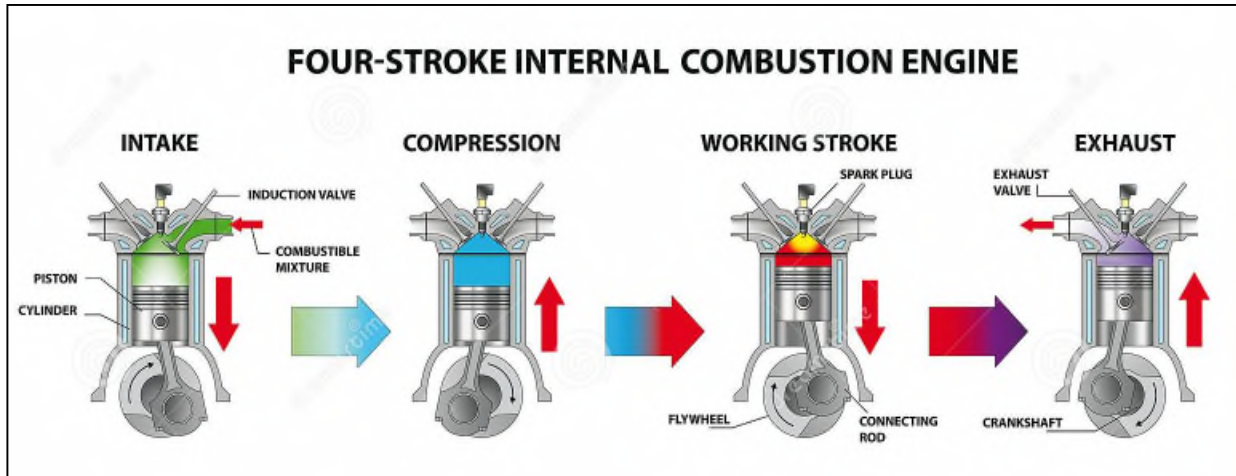 FOUR-STROKE INTERNAL COMBUSTION ENGINE
INTAKE
INDUCTION VALVE
COMBUSTIBLE
MIXTURE
PISTON
CYLINDER
COMPRESSION
WORKING STROKE
SPARK PLUG
FLYWHEEL
CONNECTING
ROD
EXHAUST
EXHAUST
VALVE
CRANKSHAFT